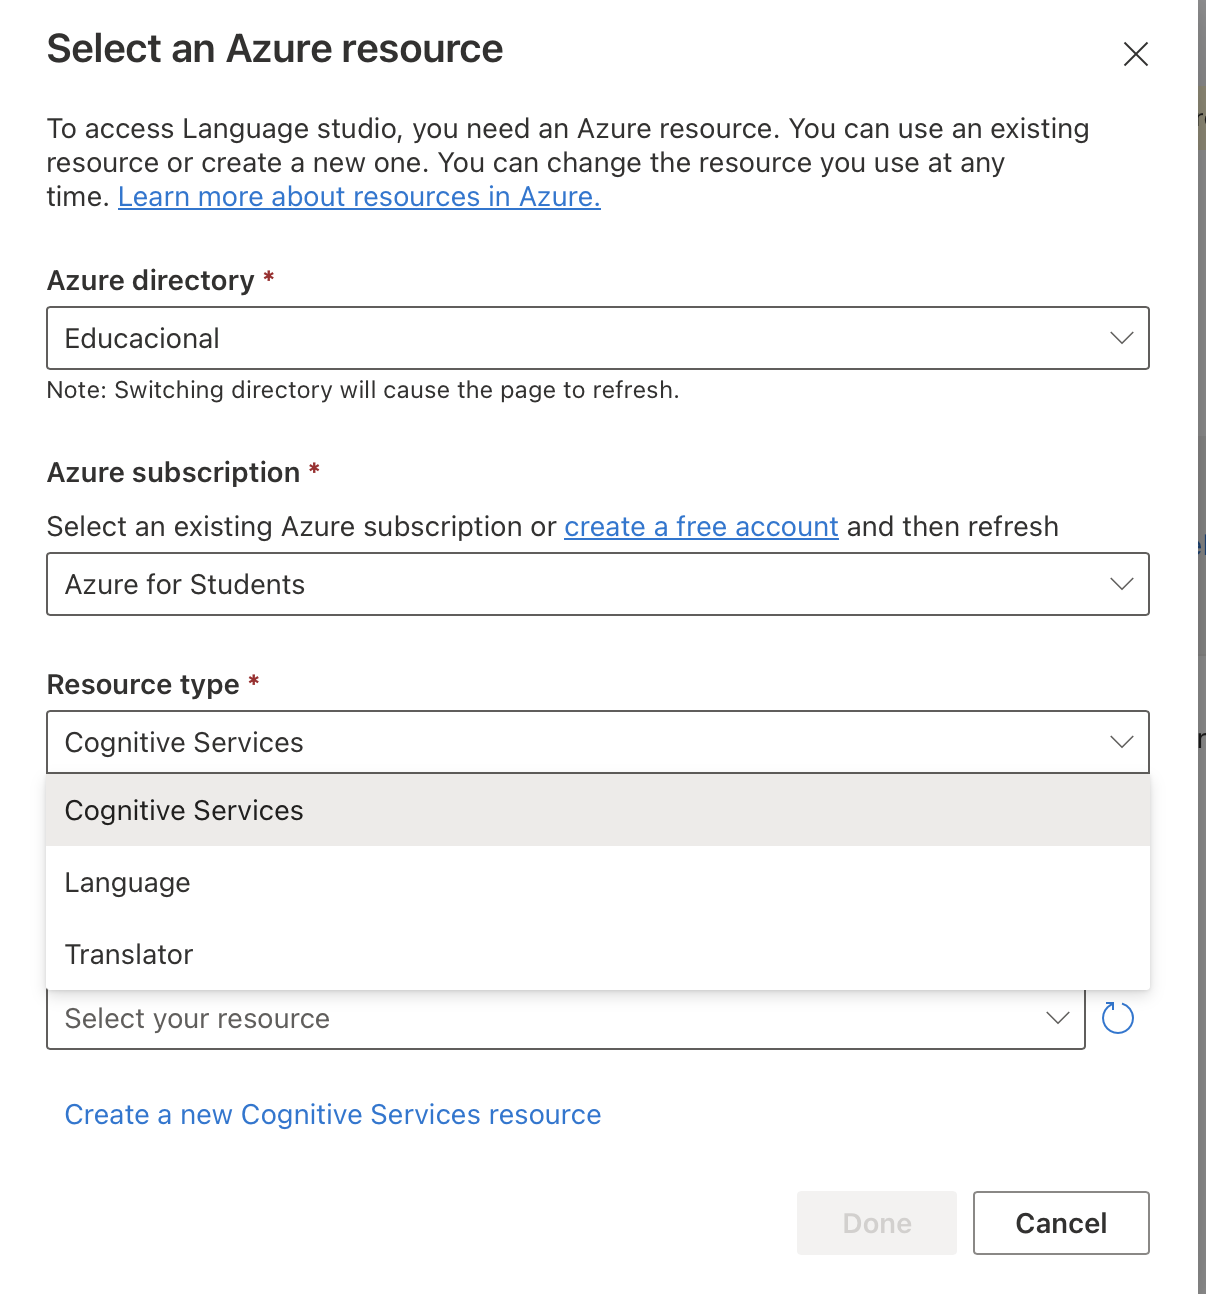 Select an Azure resource
To access Language studio, you need an Azure resource. You can use an existing
resource or create a new one. You can change the resource you use at any
time. Learn more about resources in Azure.
Azure directory *
Educacional
Note: Switching directory will cause the page to refresh.
Azure subscription *
Select an existing Azure subscription or create a free account and then refresh
Azure for Students
Resource type *
Cognitive Services
Cognitive Services
Language
Translator
Select your resource
Create a new Cognitive Services resource
Done
Cancel